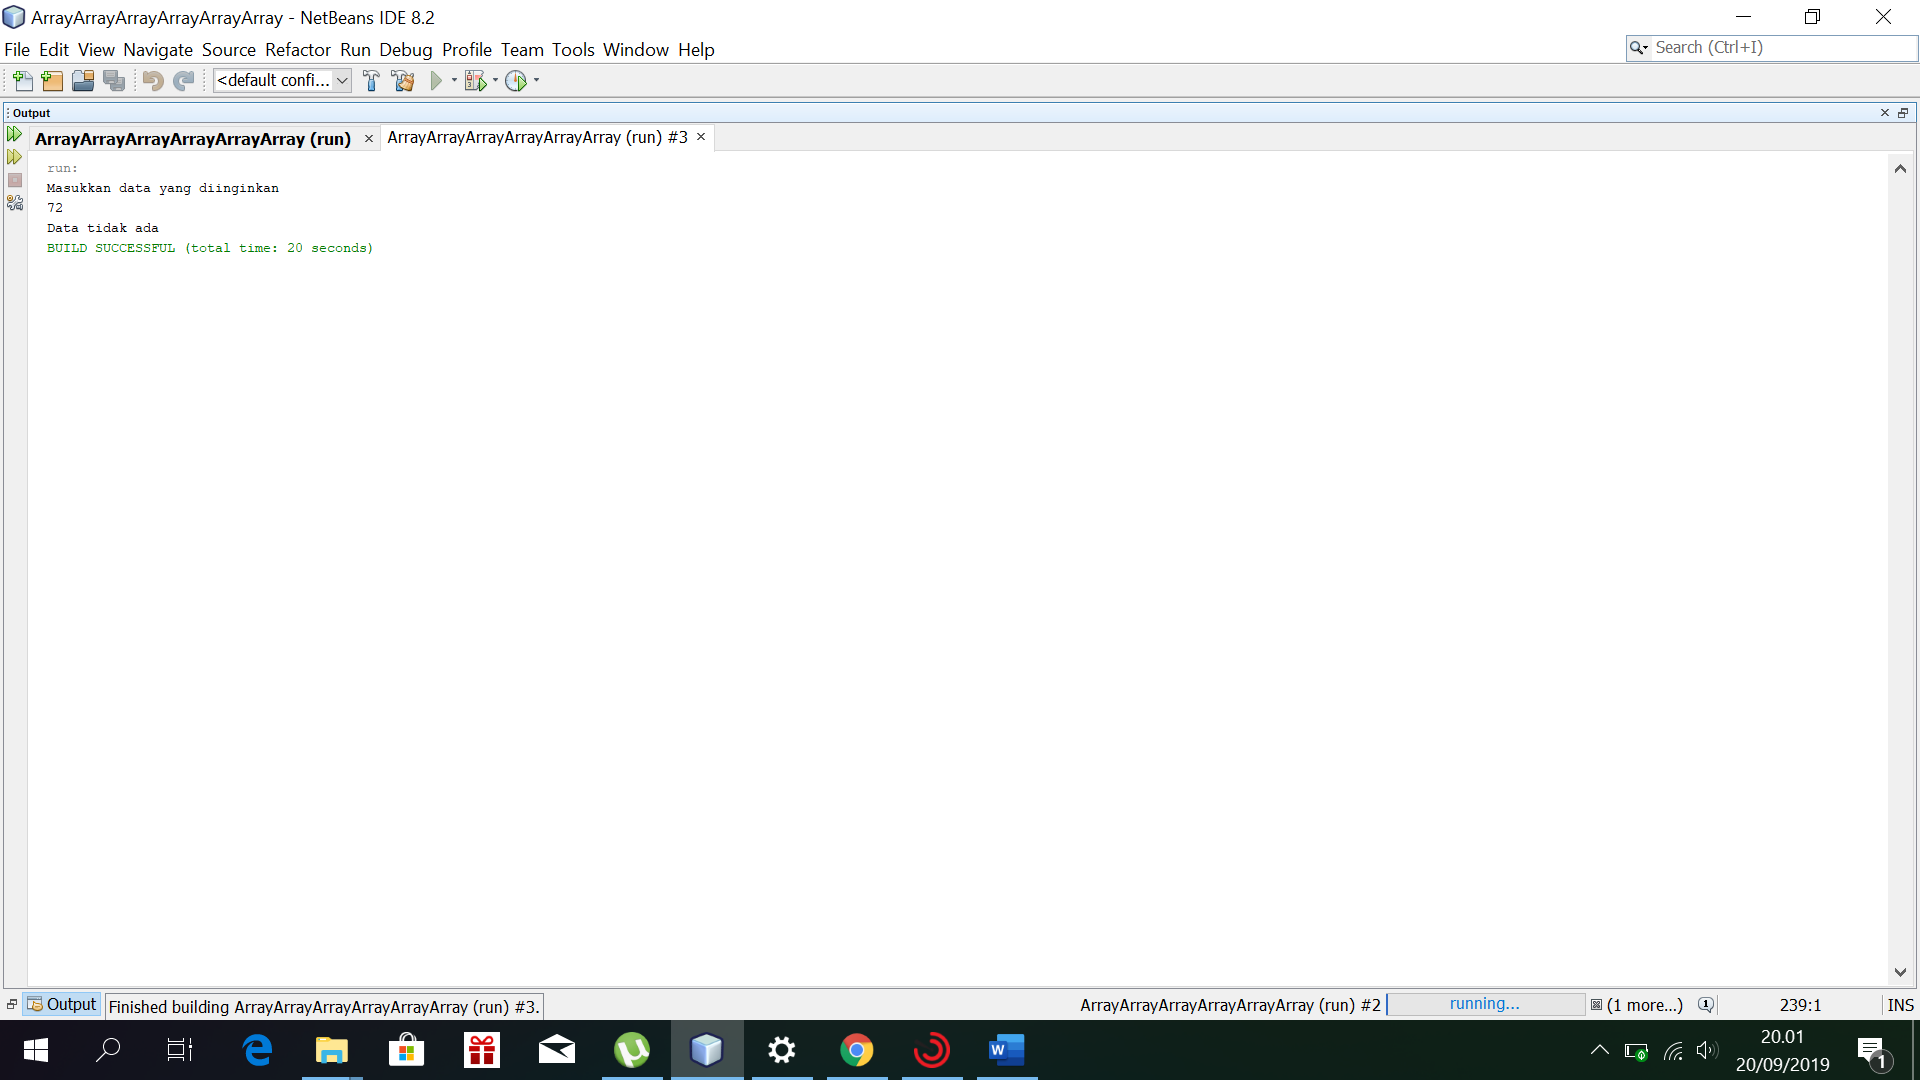 ArrayArrayArrayArrayArrayArray - NetBeans IDE 8.2
File Edit View Navigate Source Refactor Run Debug Profile Team Tools Window Help
Search (Ctrl+I)
<default confi...
Output
ArrayArrayArrayArrayArrayArray (run)
ArrayArrayArrayArrayArrayArray (run) #3
run:
Masukkan data yang diinginkan
72
Data tidak ada
BUILD SUCCESSFUL (total time: 20 seconds)
Output
Finished building ArrayArrayArrayArrayArrayArray (run) #3.
ArrayArrayArrayArrayArrayArray (run) #2
running...
(1 more...)
239:1
INS
20.01
20/09/2019
1